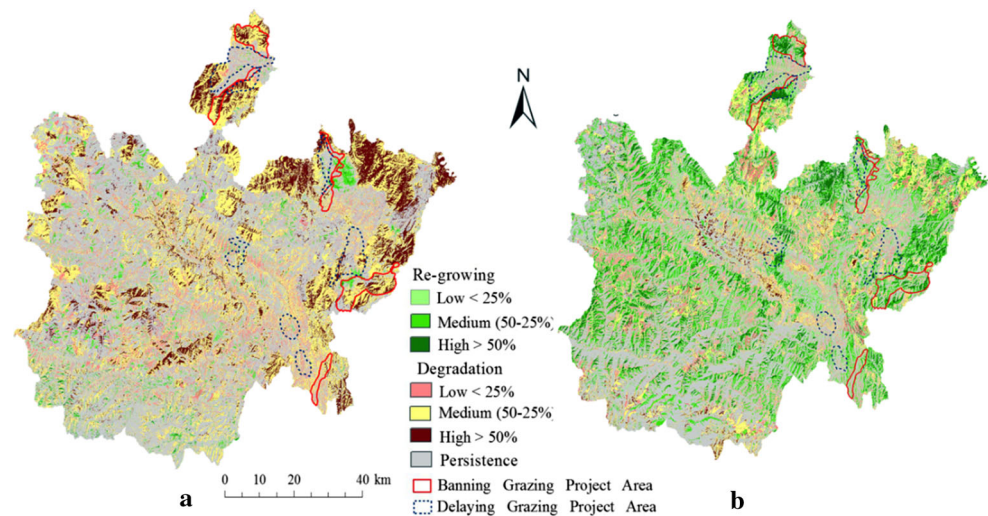 N
Re-growing
Low < 25%
Medium (50-25%)
High > 50%
Degradation
Low < 25%
Medium (50-25%)
High > 50%
Persistence
Banning Grazing Project Area
Delaying Grazing Project Area
0 10 20 40 km
a
b